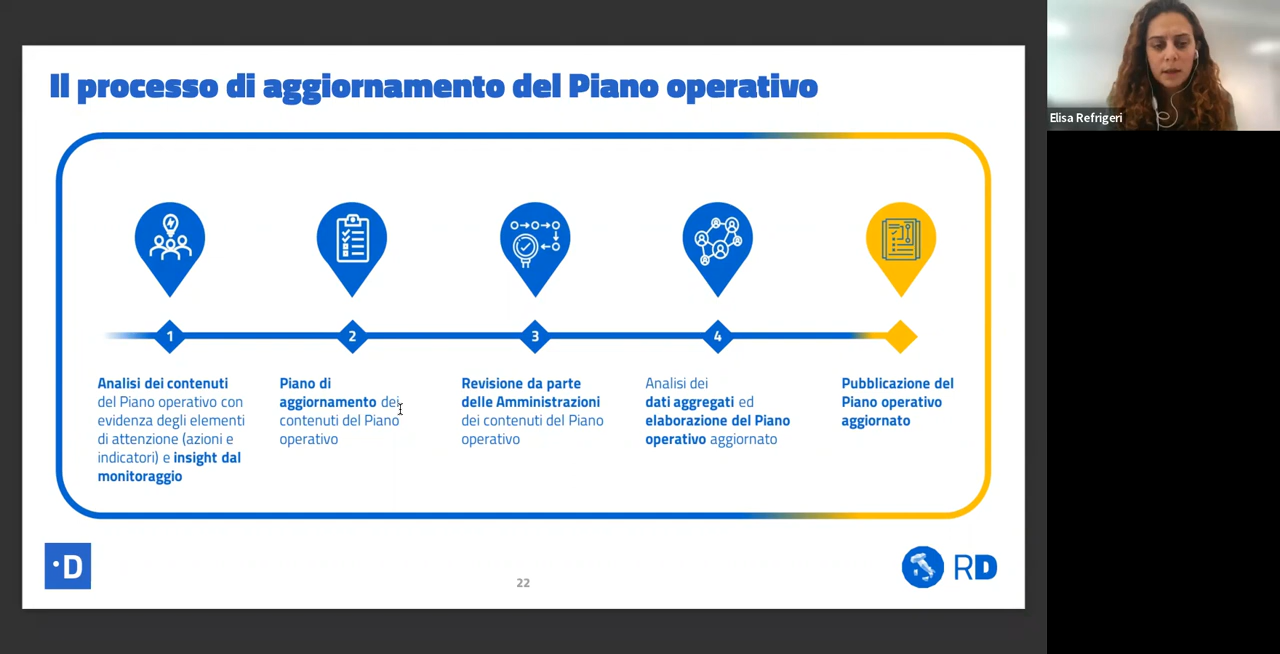 Il processo di aggiornamento del Piano operativo
Elisa Refrigeri
1
2
3
4
Analisi dei contenuti
del Piano operativo con
evidenza degli elementi
di attenzione (azioni e
indicatori) e insight dal
monitoraggio
Piano di
aggiornamento dei
contenuti del Piano
operativo
Revisione da parte
delle Amministrazioni
dei contenuti del Piano
operativo
Analisi dei
dati aggregati ed
elaborazione del Piano
operativo aggiornato
Pubblicazione del
Piano operativo
aggiornato
·D
22
RD